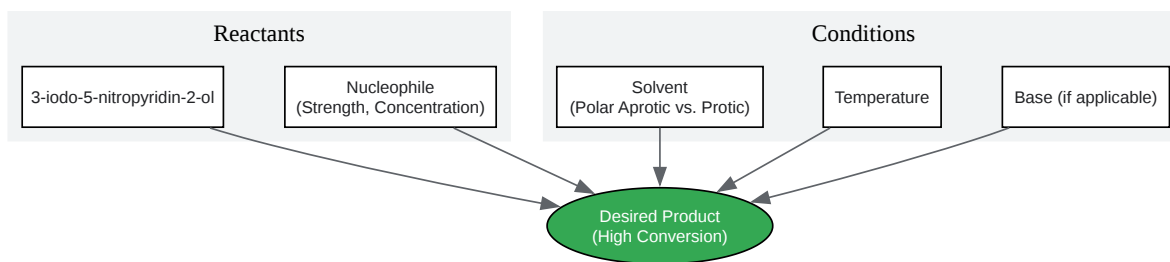 Reactants
Conditions
3-iodo-5-nitropyridin-2-ol
Nucleophile
(Strength, Concentration)
Solvent
(Polar Aprotic vs. Protic)
Temperature
Base (if applicable)
Desired Product
(High Conversion)